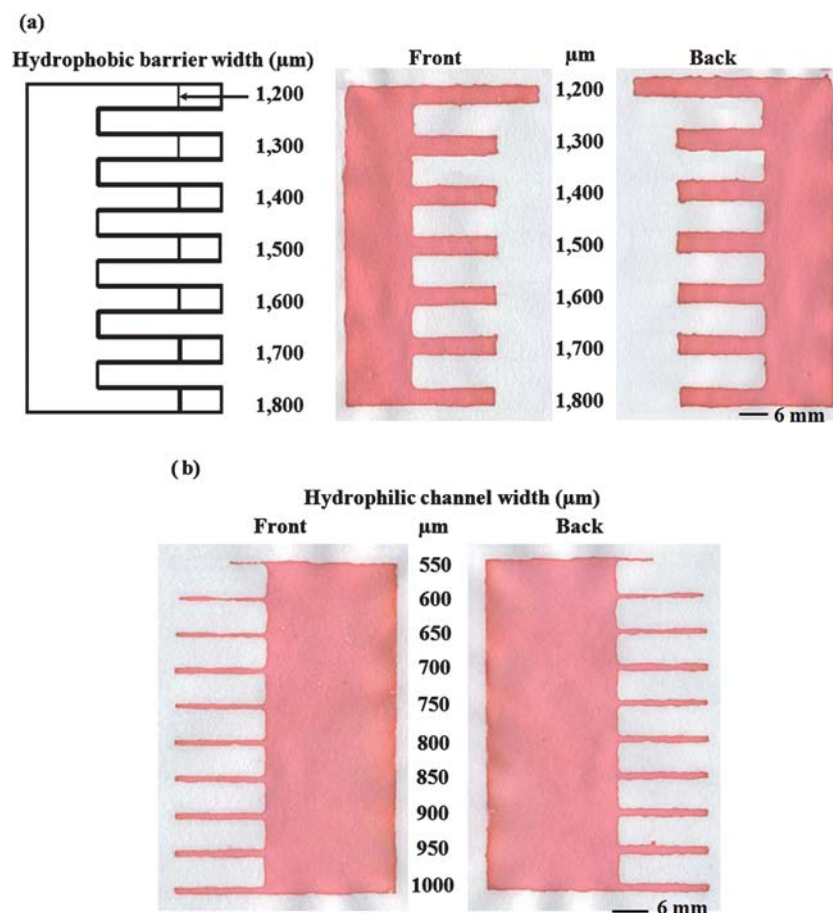 (a)
Hydrophobic barrier width (µm)
Front
µm
Back
1,200
1,300
1,400
1,500
1,600
1,700
1,800
1,200
1,300
1,400
1,500
1,600
1,700
1,800
6 mm
(b)
Hydrophilic channel width (µm)
Front
µm
Back
550
600
650
700
750
800
850
900
950
1000
6 mm